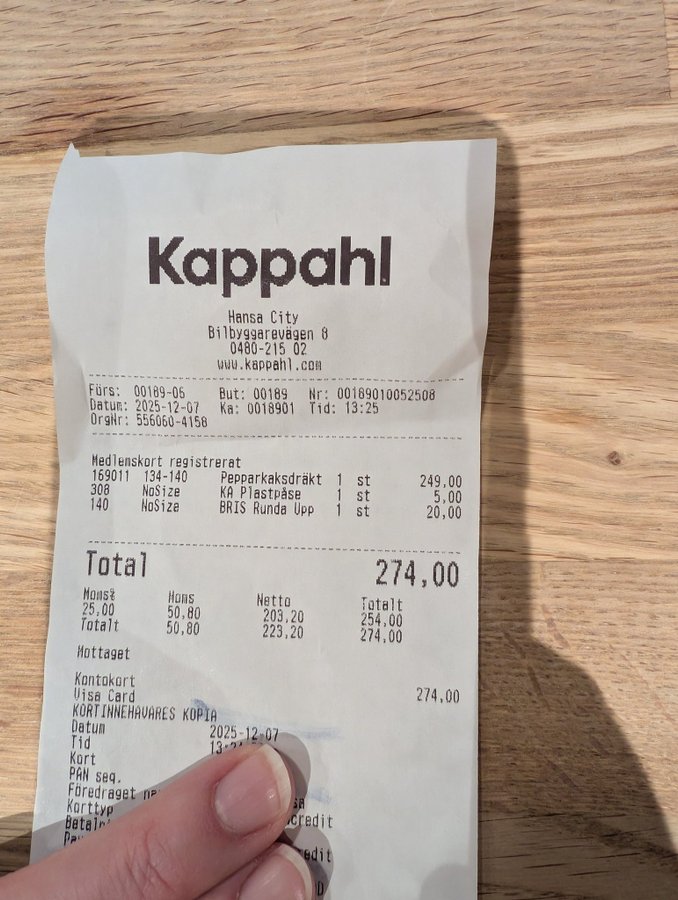 Kappahl
Hansa City
Bilbyggarevägen 8
0480-215 02
www.kappahl.com
Förs: 00189-05 But: 00189 Nr: 00189010052508
Datum: 2025-12-07 Ka: 0018901 Tid: 13:25
OrgNr: 556060-4158
Medlemskort registrerat
169011 134-140 Pepparkaksdräkt 1 st 249,00
308 NoSize KA Plastpåse 1 st 5,00
140 NoSize BRIS Runda Upp 1 st 20,00
Total 274,00
Moms% Moms Netto Totalt
25,00 50,80 203,20 254,00
Totalt 50,80 223,20 274,00
Mottaget
Kontokort
Visa Card 274,00
KORTINNEHAVARES KOPIA
Datum 2025-12-07
Tid
Kort
PAN seq.
Föredraget
Korttyp